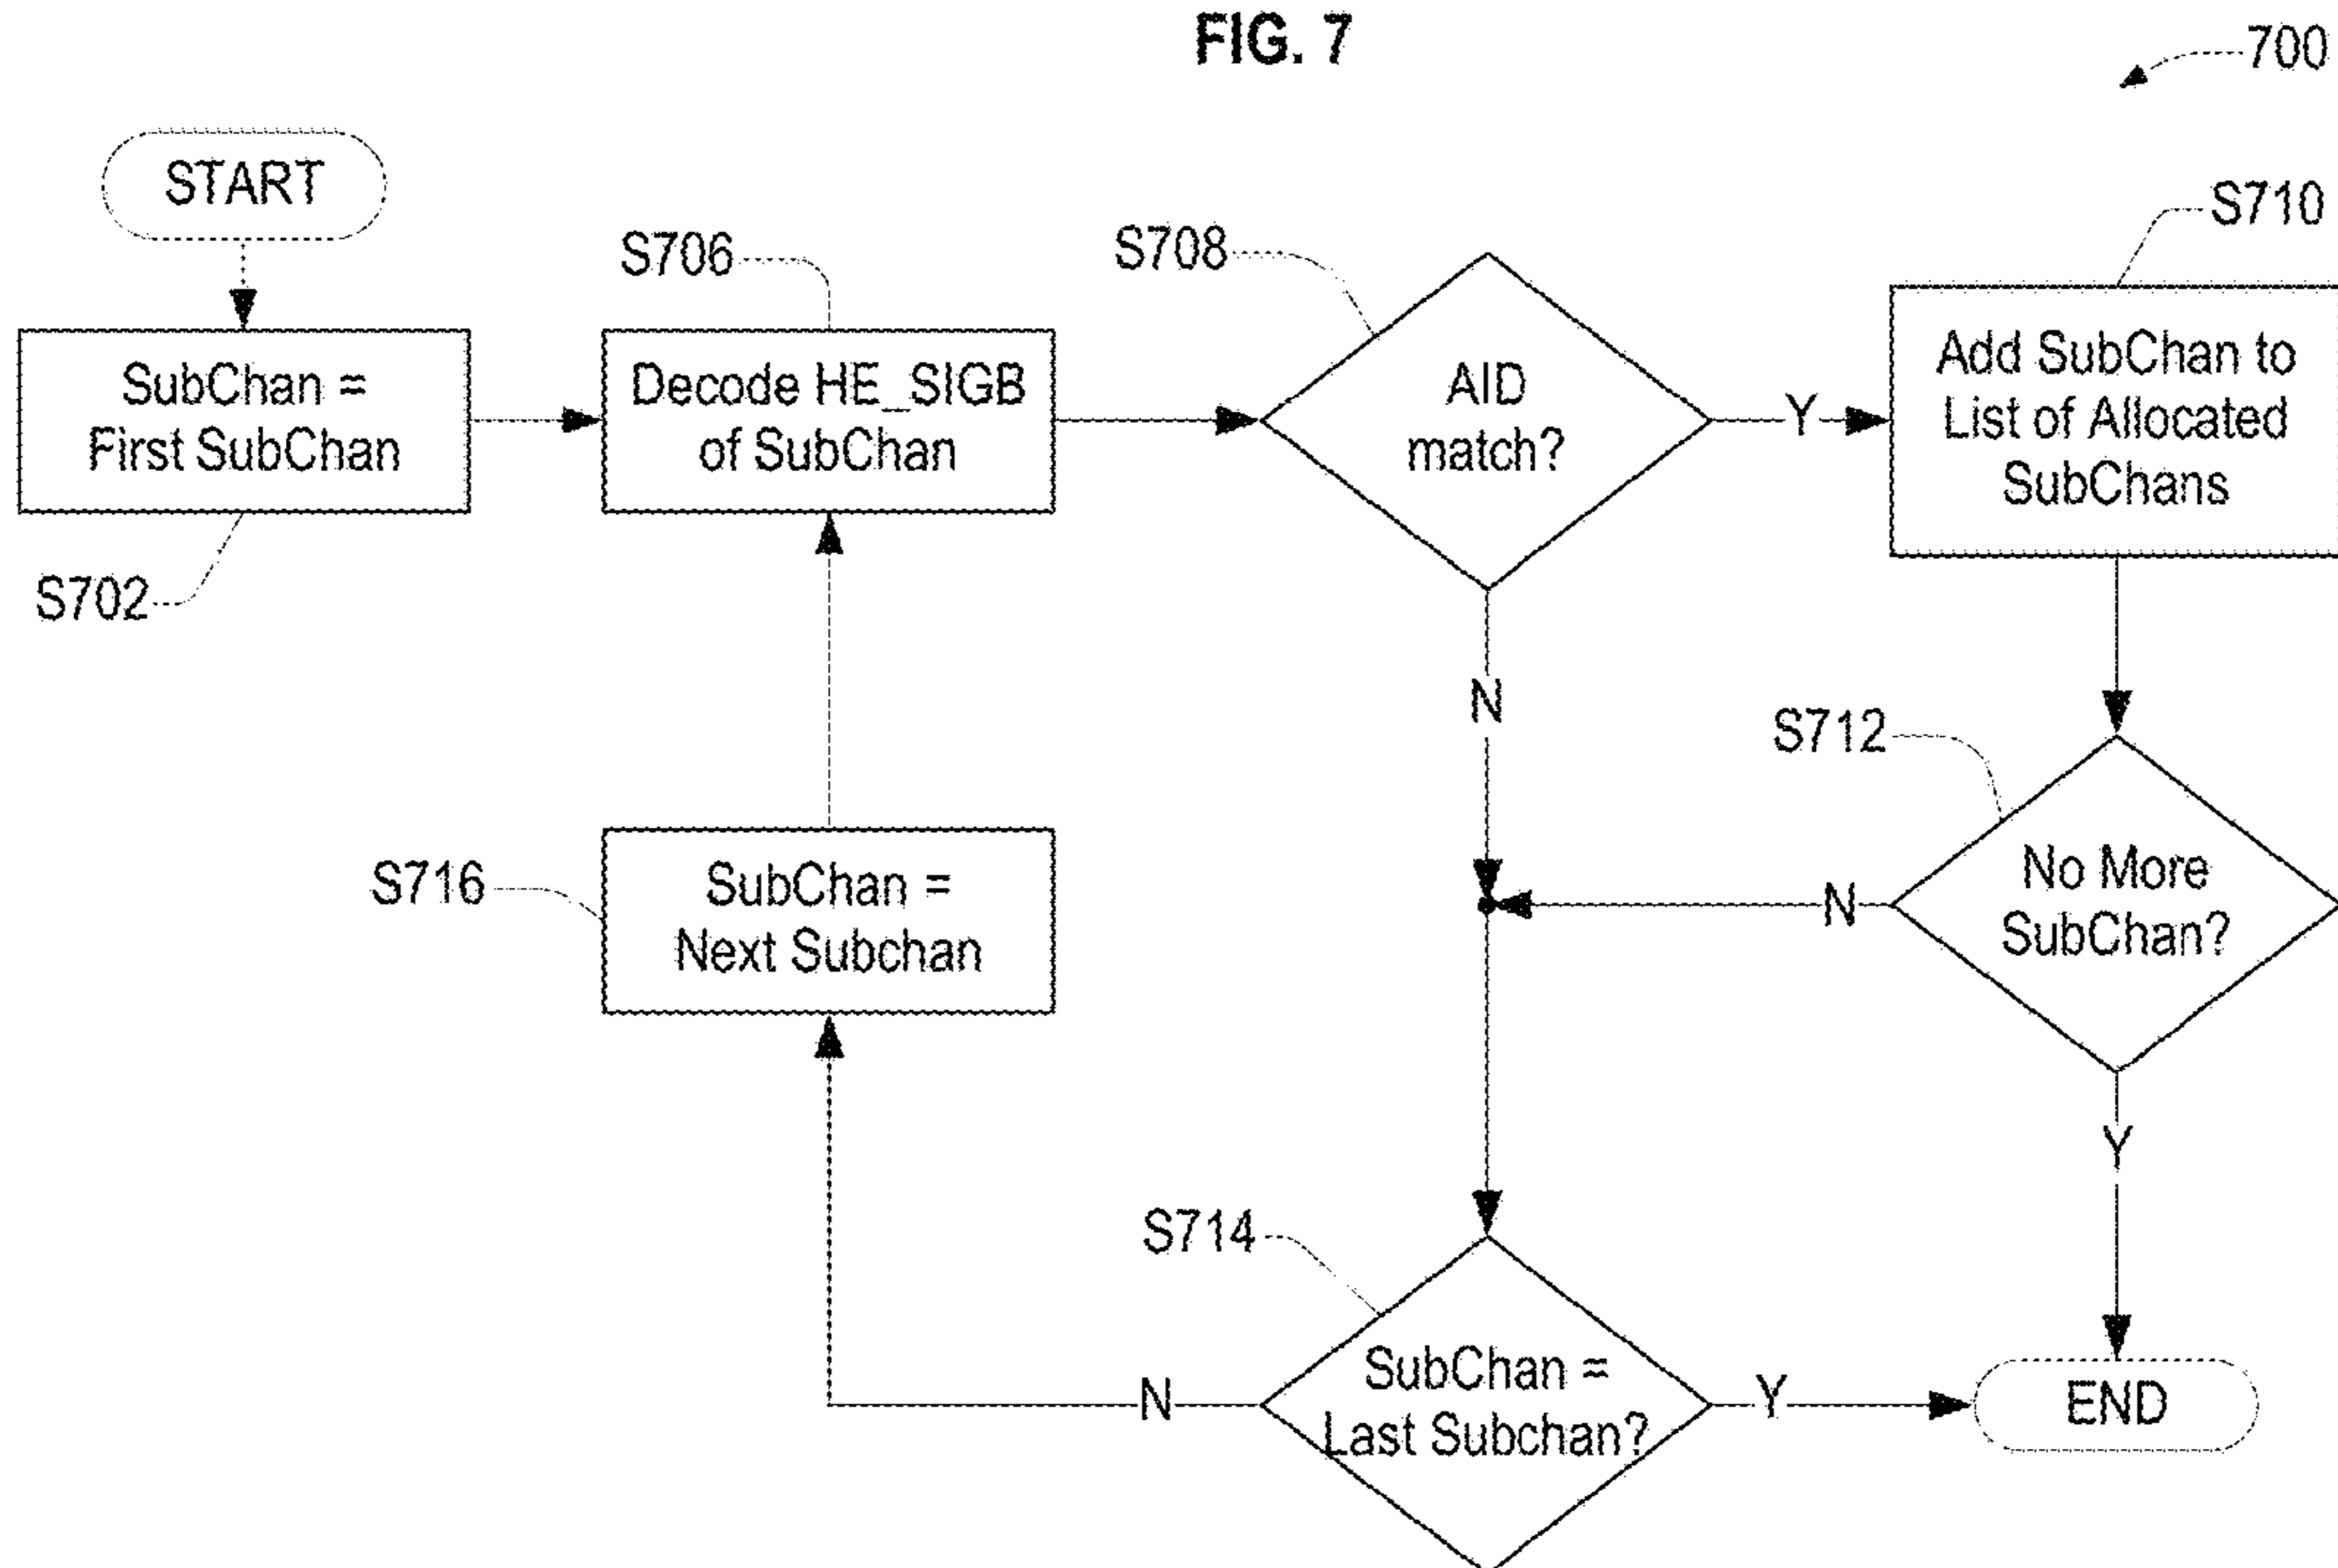 FIG. 7
700
START
S706
S708
S710
SubChan =
First SubChan
Decode HE_SIGB
of SubChan
AID
match?
Y
Add SubChan to
List of Allocated
SubChans
S702
N
S712
S716
SubChan =
Next Subchan
N
No More
SubChan?
Y
S714
SubChan =
Last Subchan?
N
Y
END